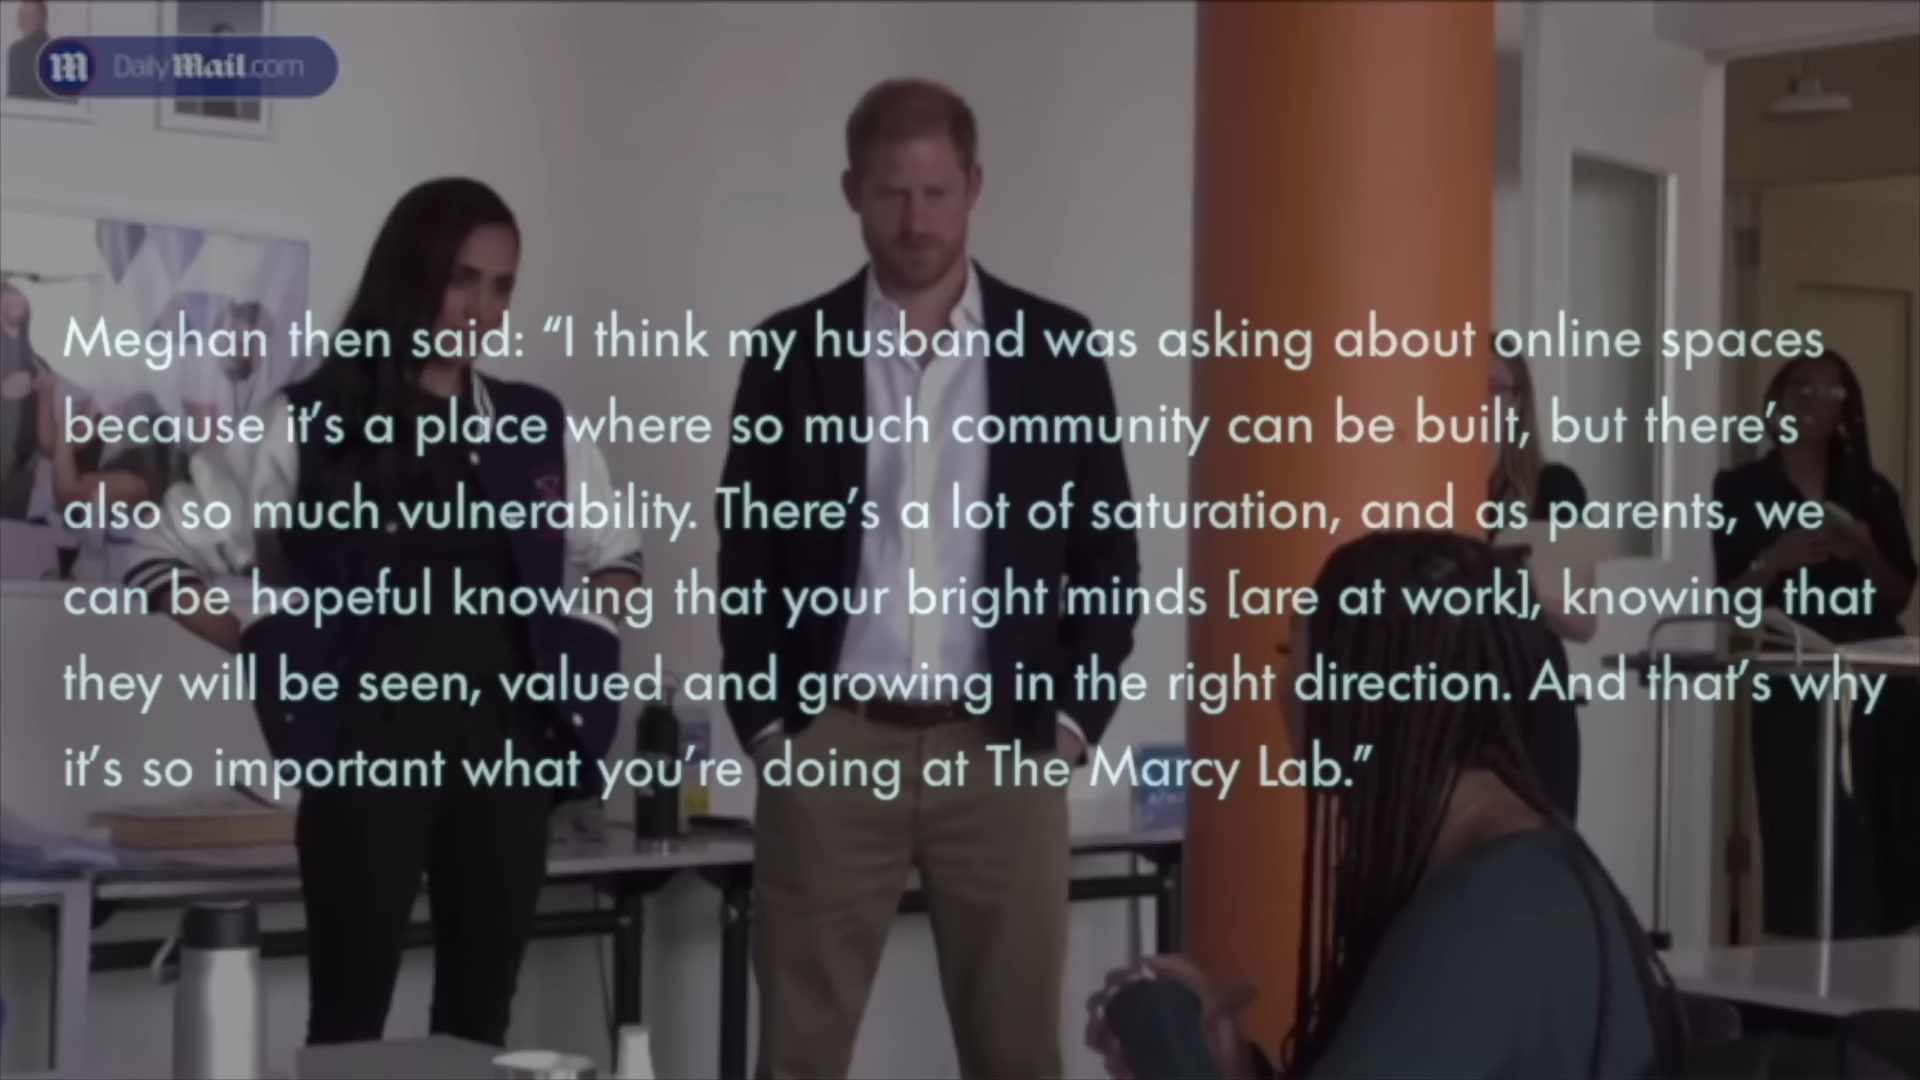 M DailyMail.com
Meghan then said: “I think my husband was asking about online spaces
because it’s a place where so much community can be built, but there’s
also so much vulnerability. There’s a lot of saturation, and as parents, we
can be hopeful knowing that your bright minds [are at work], knowing that
they will be seen, valued and growing in the right direction. And that’s why
it’s so important what you’re doing at The Marcy Lab.”